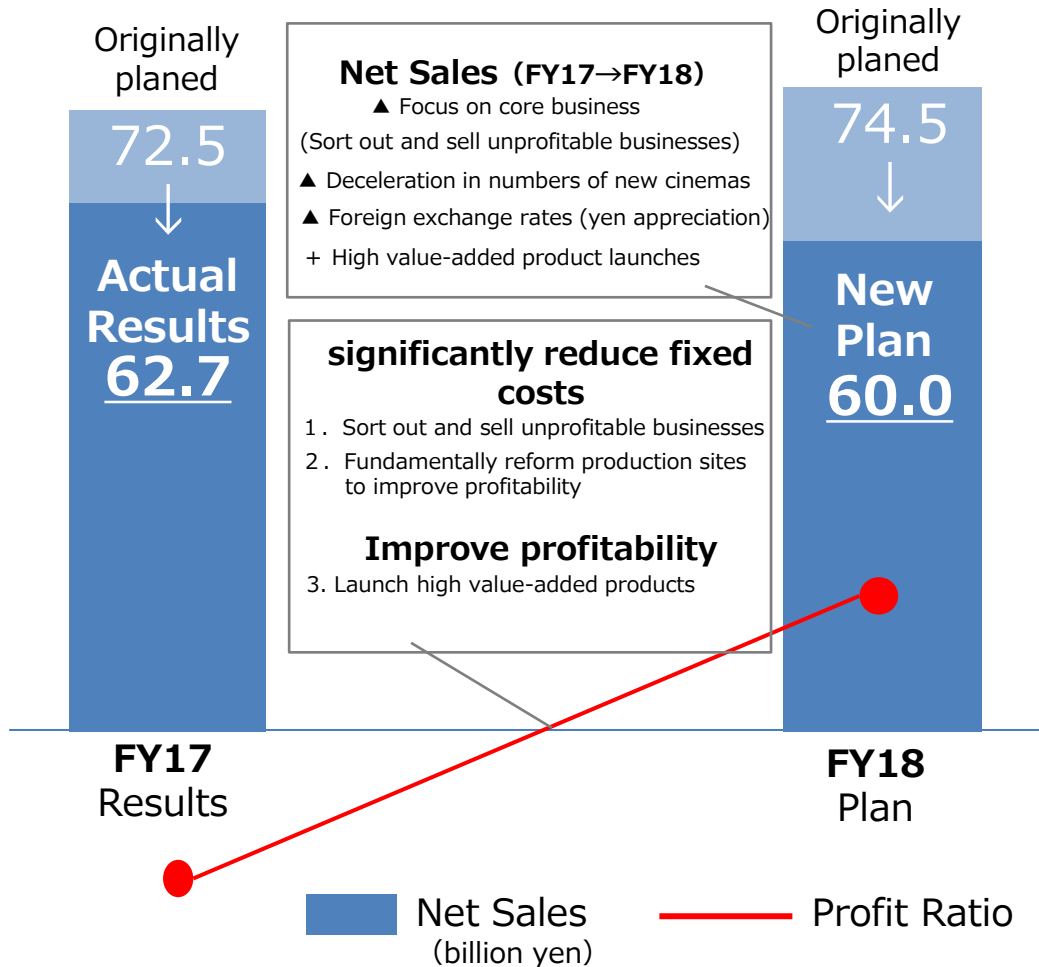 Originally
planed
72.5
↓
Actual
Results
62.7
FY17
Results
Net Sales (FY17→FY18)
▲ Focus on core business
(Sort out and sell unprofitable businesses)
▲ Deceleration in numbers of new cinemas
▲ Foreign exchange rates (yen appreciation)
+ High value-added product launches
significantly reduce fixed
costs
1. Sort out and sell unprofitable businesses
2. Fundamentally reform production sites
to improve profitability
Improve profitability
3. Launch high value-added products
Originally
planed
74.5
↓
New
Plan
60.0
FY18
Plan
Net Sales
(billion yen)
Profit Ratio